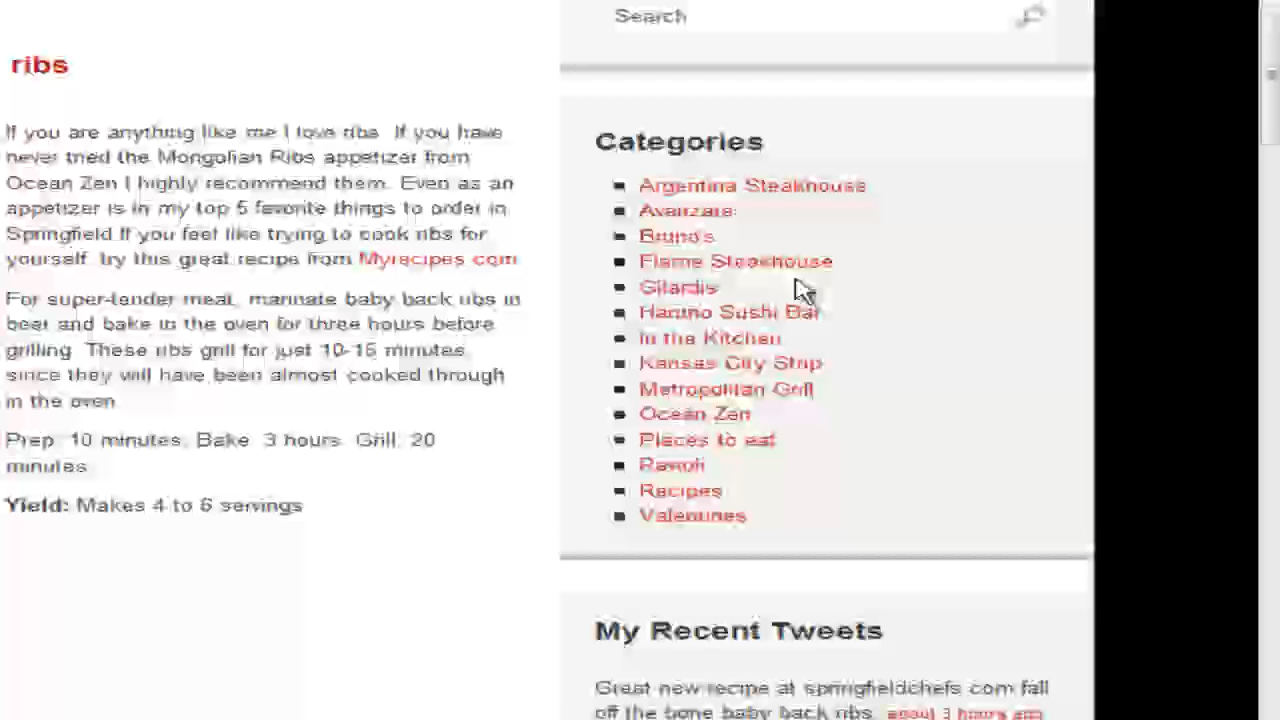 Search
ribs
If you are anything like me I love ribs. If you have
never tried the Mongolian Ribs appetizer from
Ocean Zen I highly recommend them. Even as an
appetizer is in my top 5 favorite things to order in
Springfield.If you feel like trying to cook ribs for
yourself, try this great recipe from Myrecipes.com
For super-tender meat, marinate baby back ribs in
beer and bake in the oven for three hours before
grilling. These ribs grill for just 10-15 minutes,
since they will have been almost cooked through
in the oven.
Prep: 10 minutes; Bake: 3 hours; Grill: 20
minutes.
Yield: Makes 4 to 6 servings
Categories
Argentina Steakhouse
Avanzare
Bruno's
Flame Steakhouse
Gilardis
Haruno Sushi Bar
In the Kitchen
Kansas City Strip
Metropolitan Grill
Ocean Zen
Places to eat
Ravioli
Recipes
Valentines
My Recent Tweets
Great new recipe at springfieldchefs.com fall
off the bone baby back ribs. about 3 hours ago